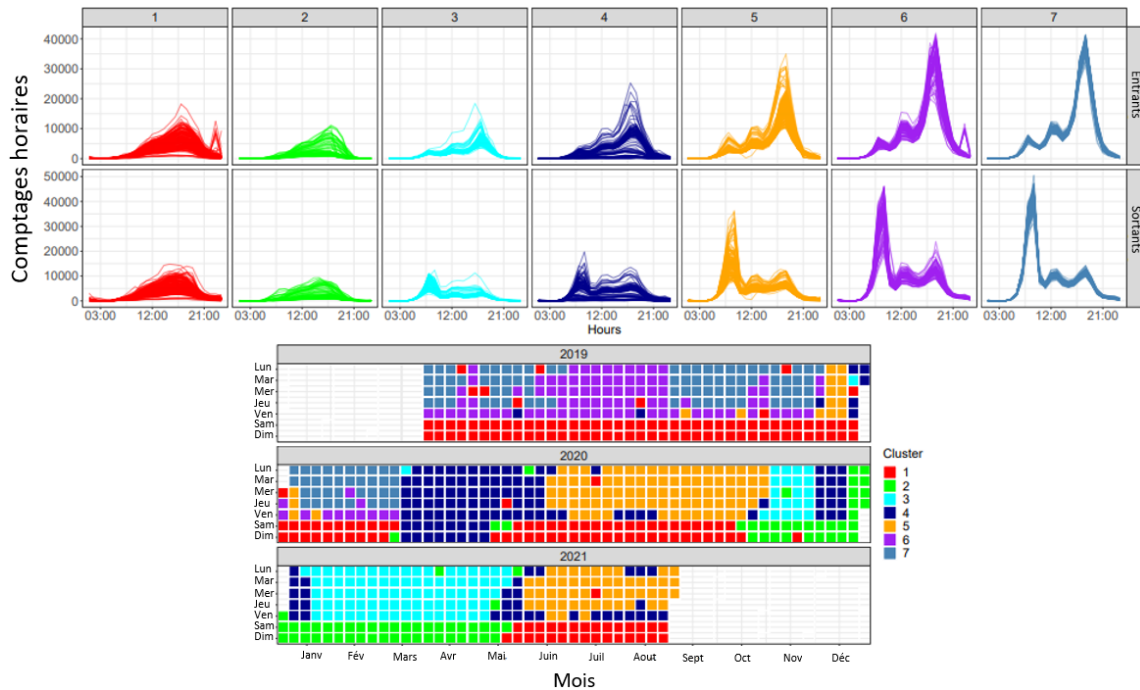 1 2 3 4 5 6 7
Comptages horaires
40000
30000
20000
10000
0
Entrants
50000
40000
30000
20000
10000
0
Sortants
03:00 12:00 21:00 03:00 12:00 21:00 03:00 12:00 21:00 03:00 12:00 21:00 03:00 12:00 21:00 03:00 12:00 21:00 03:00 12:00 21:00
Hours
2019
Lun
Mar
Mer
Jeu
Ven
Sam
Dim
2020
Lun
Mar
Mer
Jeu
Ven
Sam
Dim
2021
Lun
Mar
Mer
Jeu
Ven
Sam
Dim
Janv Fév Mars Avr Mai Juin Juil Aout Sept Oct Nov Déc
Mois
Cluster
1
2
3
4
5
6
7